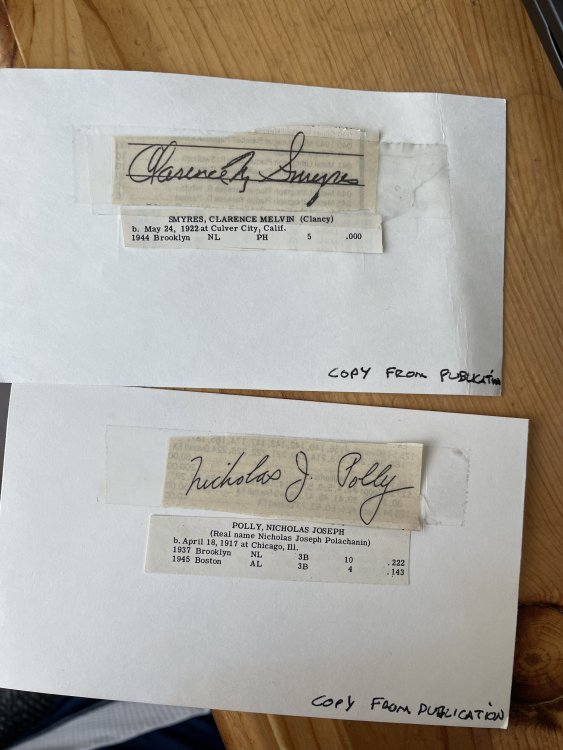 Clarence M Smyres
SMYRES, CLARENCE MELVIN (Clancy)
b. May 24, 1922 at Culver City, Calif.
1944 Brooklyn NL PH 5 .000
COPY FROM PUBLICATION
Nicholas J. Polly
POLLY, NICHOLAS JOSEPH
(Real name Nicholas Joseph Polachanin)
b. April 18, 1917 at Chicago, Ill.
1937 Brooklyn NL 3B 10 .222
1945 Boston AL 3B 4 .143
COPY FROM PUBLICATION